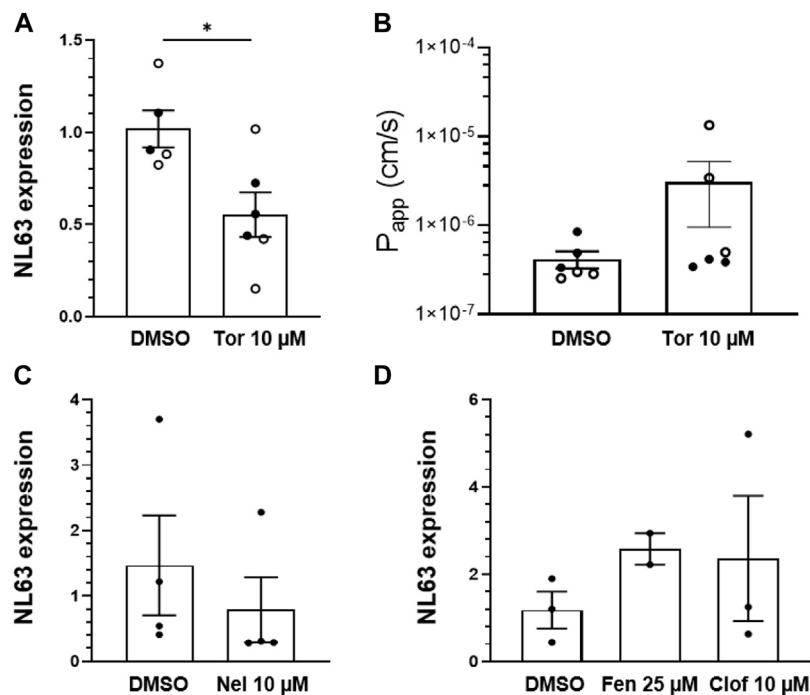 A
*
NL63 expression
1.5
1.0
0.5
0.0
DMSO
Tor 10 µM
B
Papp (cm/s)
1×10-4
1×10-5
1×10-6
1×10-7
DMSO
Tor 10 µM
C
NL63 expression
4
3
2
1
0
DMSO
Nel 10 µM
D
NL63 expression
6
4
2
0
DMSO
Fen 25 µM
Clof 10 µM